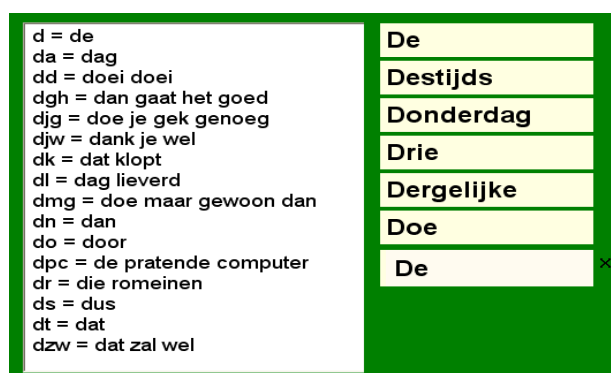 d = de
da = dag
dd = doei doei
dgh = dan gaat het goed
djg = doe je gek genoeg
djw = dank je wel
dk = dat klopt
dl = dag lieverd
dmg = doe maar gewoon dan
dn = dan
do = door
dpc = de pratende computer
dr = die romeinen
ds = dus
dt = dat
dzw = dat zal wel
De
Destijds
Donderdag
Drie
Dergelijke
Doe
De